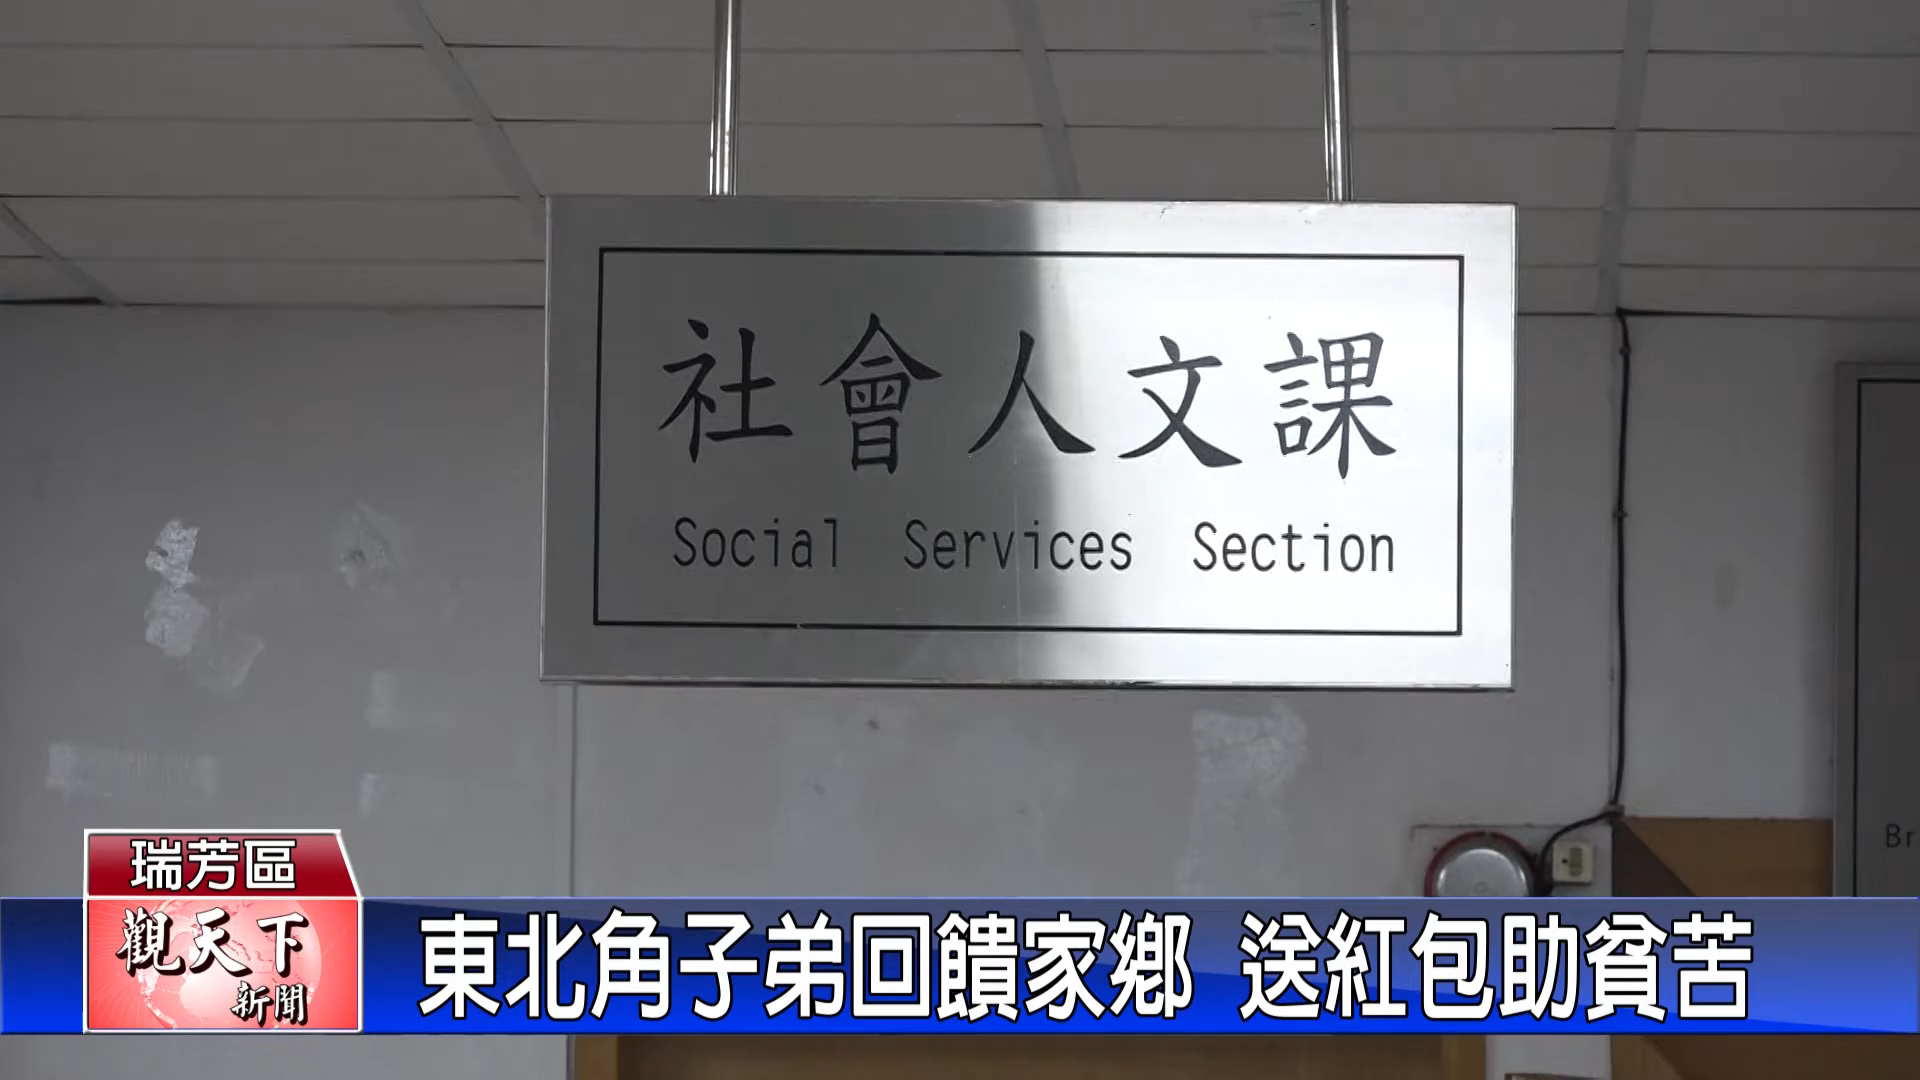 社會人文課
Social Services Section
Br
瑞芳區
觀天下
新聞
東北角子弟回饋家鄉 送紅包助貧苦